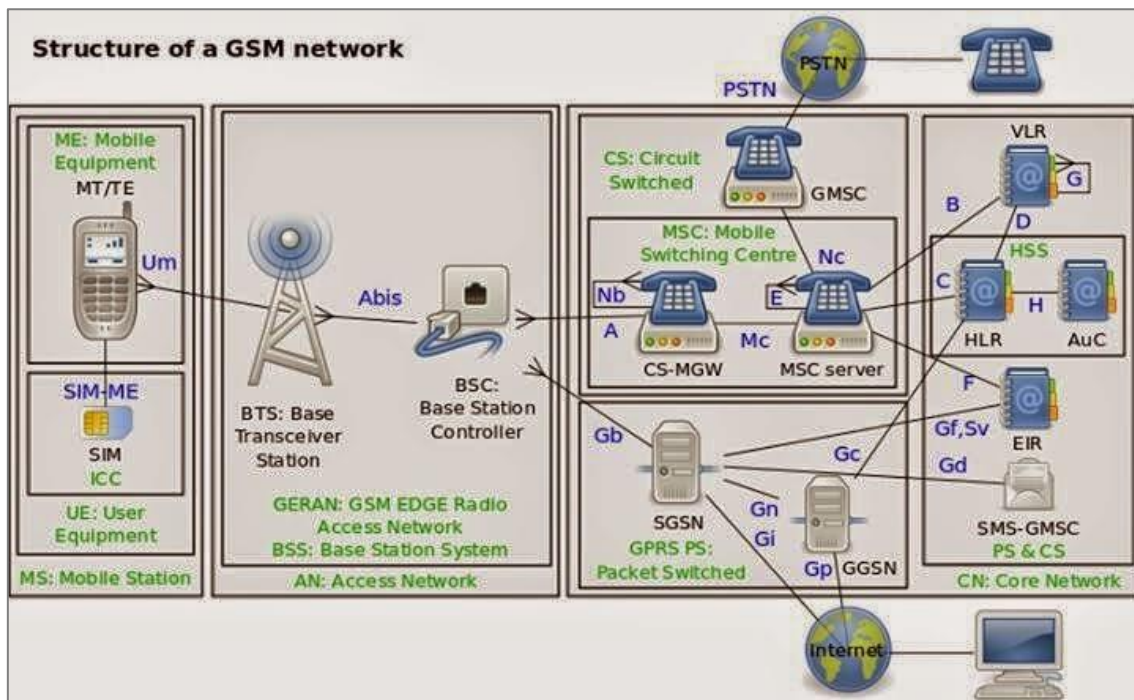 Structure of a GSM network
PSTN
PSTN
ME: Mobile
Equipment
MT/TE
Um
SIM-ME
SIM
ICC
UE: User
Equipment
MS: Mobile Station
Abis
BTS: Base
Transceiver
Station
BSC:
Base Station
Controller
GERAN: GSM EDGE Radio
Access Network
BSS: Base Station System
AN: Access Network
CS: Circuit
Switched
GMSC
MSC: Mobile
Switching Centre
Nc
Nb
E
A
Mc
CS-MGW
MSC server
Gb
SGSN
GPRS PS:
Packet Switched
Gn
Gi
Gc
Gp
GGSN
VLR
G
B
D
HSS
C
H
HLR
AuC
F
Gf,Sv
EIR
Gd
SMS-GMSC
PS & CS
CN: Core Network
Internet